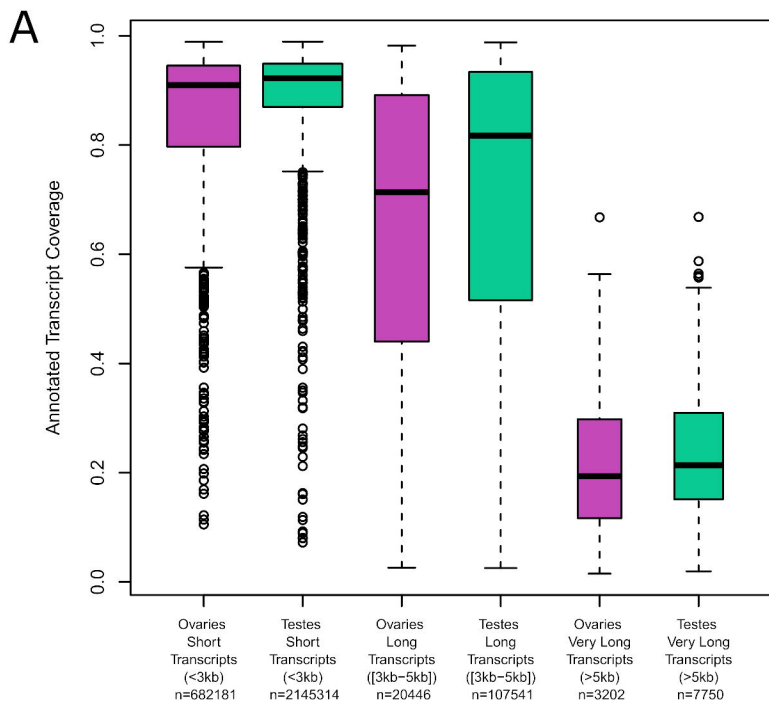 A
Annotated Transcript Coverage
1.0
0.8
0.6
0.4
0.2
0.0
Ovaries
Short
Transcripts
(<3kb)
n=682181
Testes
Short
Transcripts
(<3kb)
n=2145314
Ovaries
Long
Transcripts
([3kb−5kb])
n=20446
Testes
Long
Transcripts
([3kb−5kb])
n=107541
Ovaries
Very Long
Transcripts
(>5kb)
n=3202
Testes
Very Long
Transcripts
(>5kb)
n=7750